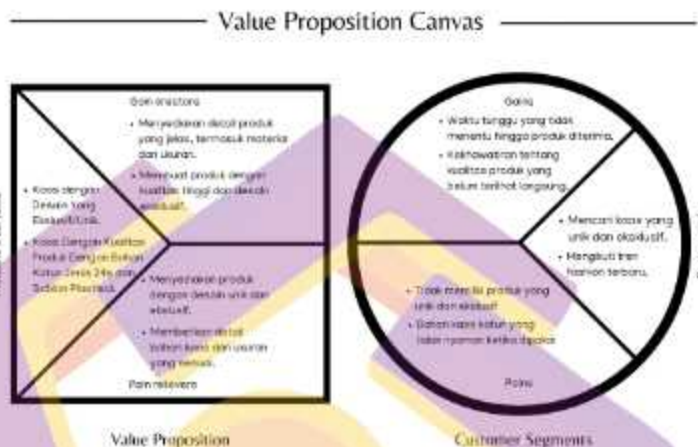 Value Proposition Canvas
Gain creators
• Menyediakan detail produk
yang jelas, termasuk material
dan ukuran.
• Membuat produk dengan
kualitas tinggi dan desain
eksklusif.
• Kaos dengan
Desain Yang
Eksklusif/Unik.
• Kaos Dengan Kualitas
Produk Dengan Bahan
Katun Jenis 24s dan
Sablon Plastisol.
• Menyediakan produk
dengan desain unik dan
eksklusif.
• Memberikan detail
bahan kaos dan ukuran
yang sesuai.
Pain relievers
Value Proposition
Gains
• Waktu tunggu yang tidak
menentu hingga produk diterima.
• Kekhawatiran tentang
kualitas produk yang
belum terlihat langsung.
• Mencari kaos yang
unik dan eksklusif.
• Mengikuti tren
fashion terbaru.
• Tidak memiliki produk yang
unik dan eksklusif
• Bahan kaos katun yang
tidak nyaman ketika dipakai
Pains
Customer Segments